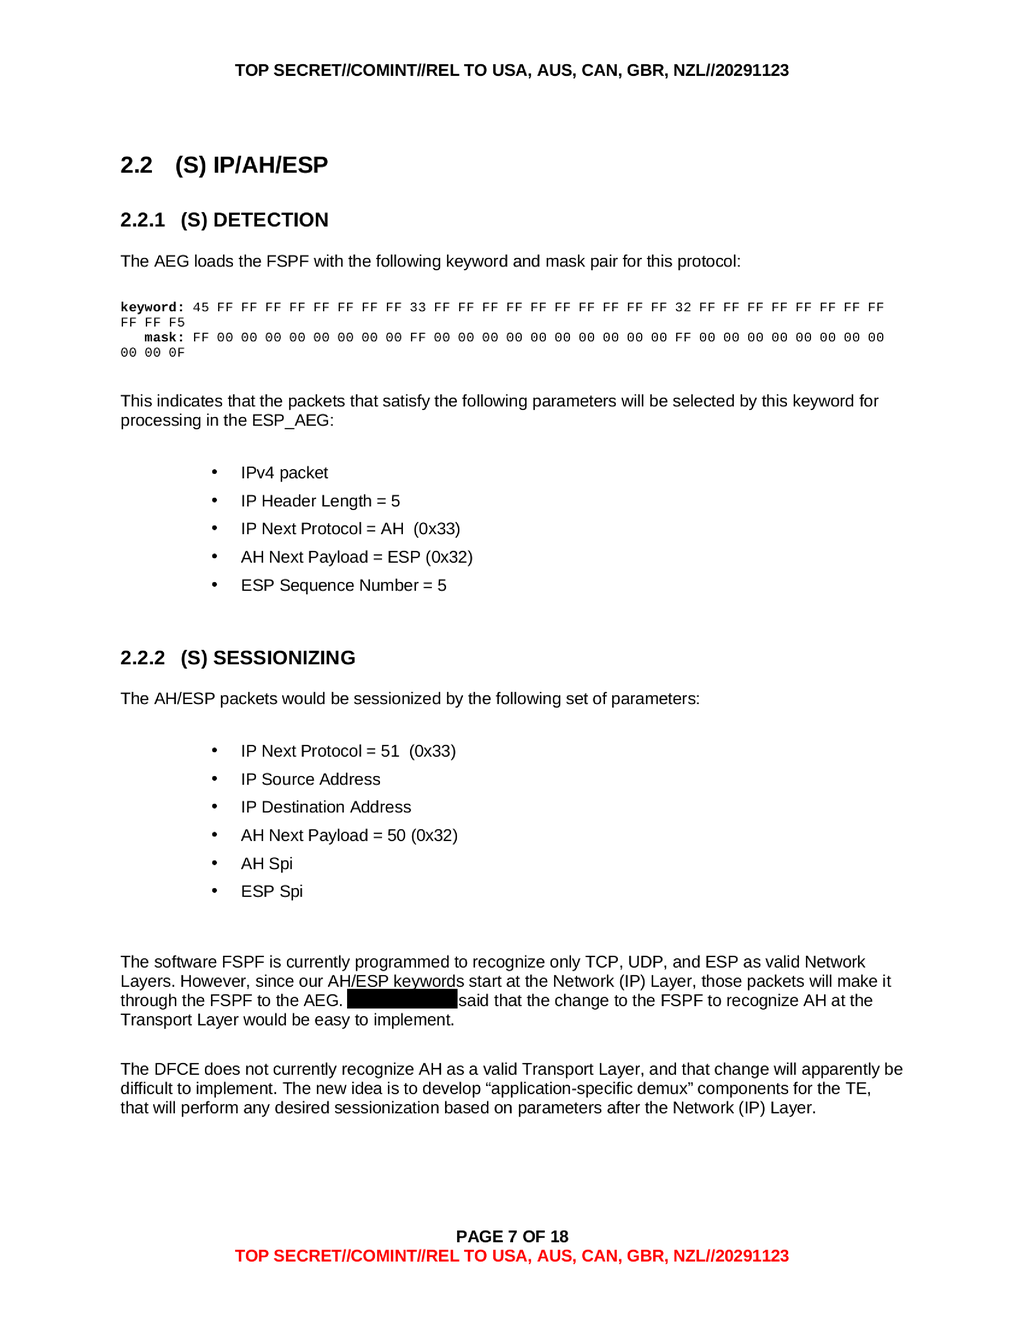 TOP SECRET//COMINT//REL TO USA, AUS, CAN, GBR, NZL//20291123
2.2 (S) IP/AH/ESP
2.2.1 (S) DETECTION
The AEG loads the FSPF with the following keyword and mask pair for this protocol:
keyword: 45 FF FF FF FF FF FF FF FF 33 FF FF FF FF FF FF FF FF FF FF 32 FF FF FF FF FF FF FF FF
FF FF F5
mask: FF 00 00 00 00 00 00 00 00 FF 00 00 00 00 00 00 00 00 00 00 FF 00 00 00 00 00 00 00 00
00 00 0F
This indicates that the packets that satisfy the following parameters will be selected by this keyword for
processing in the ESP_AEG:
• IPv4 packet
• IP Header Length = 5
• IP Next Protocol = AH (0x33)
• AH Next Payload = ESP (0x32)
• ESP Sequence Number = 5
2.2.2 (S) SESSIONIZING
The AH/ESP packets would be sessionized by the following set of parameters:
• IP Next Protocol = 51 (0x33)
• IP Source Address
• IP Destination Address
• AH Next Payload = 50 (0x32)
• AH Spi
• ESP Spi
The software FSPF is currently programmed to recognize only TCP, UDP, and ESP as valid Network
Layers. However, since our AH/ESP keywords start at the Network (IP) Layer, those packets will make it
through the FSPF to the AEG. said that the change to the FSPF to recognize AH at the
Transport Layer would be easy to implement.
The DFCE does not currently recognize AH as a valid Transport Layer, and that change will apparently be
difficult to implement. The new idea is to develop “application-specific demux” components for the TE,
that will perform any desired sessionization based on parameters after the Network (IP) Layer.
PAGE 7 OF 18
TOP SECRET//COMINT//REL TO USA, AUS, CAN, GBR, NZL//20291123